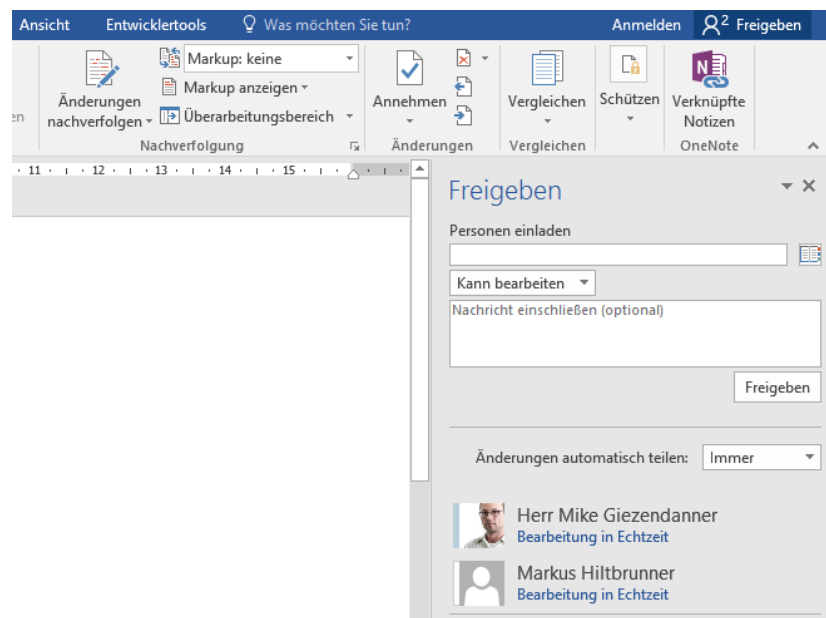 Ansicht Entwicklertools Was möchten Sie tun? Anmelden Freigeben
Änderungen nachverfolgen
Markup: keine
Markup anzeigen
Überarbeitungsbereich
Nachverfolgung
Annehmen
Änderungen
Vergleichen
Vergleichen
Schützen
Verknüpfte
Notizen
OneNote
11 12 13 14 15
Freigeben
Personen einladen
Kann bearbeiten
Nachricht einschließen (optional)
Freigeben
Änderungen automatisch teilen: Immer
Herr Mike Giezendanner
Bearbeitung in Echtzeit
Markus Hiltbrunner
Bearbeitung in Echtzeit